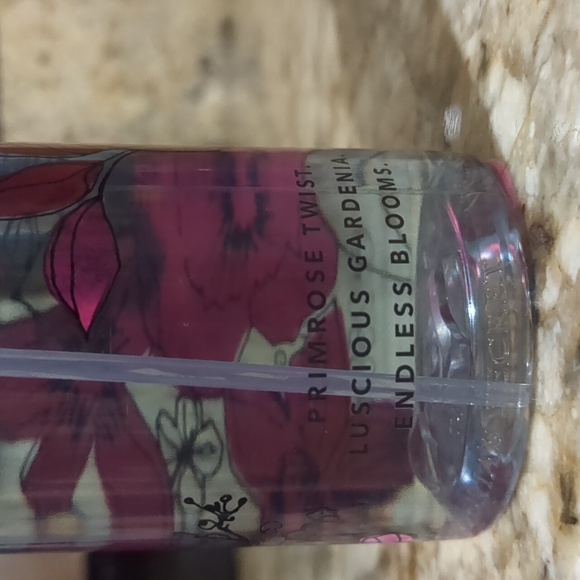 PRIMROSE TWIST.
LUSCIOUS GARDENIA.
ENDLESS BLOOMS.